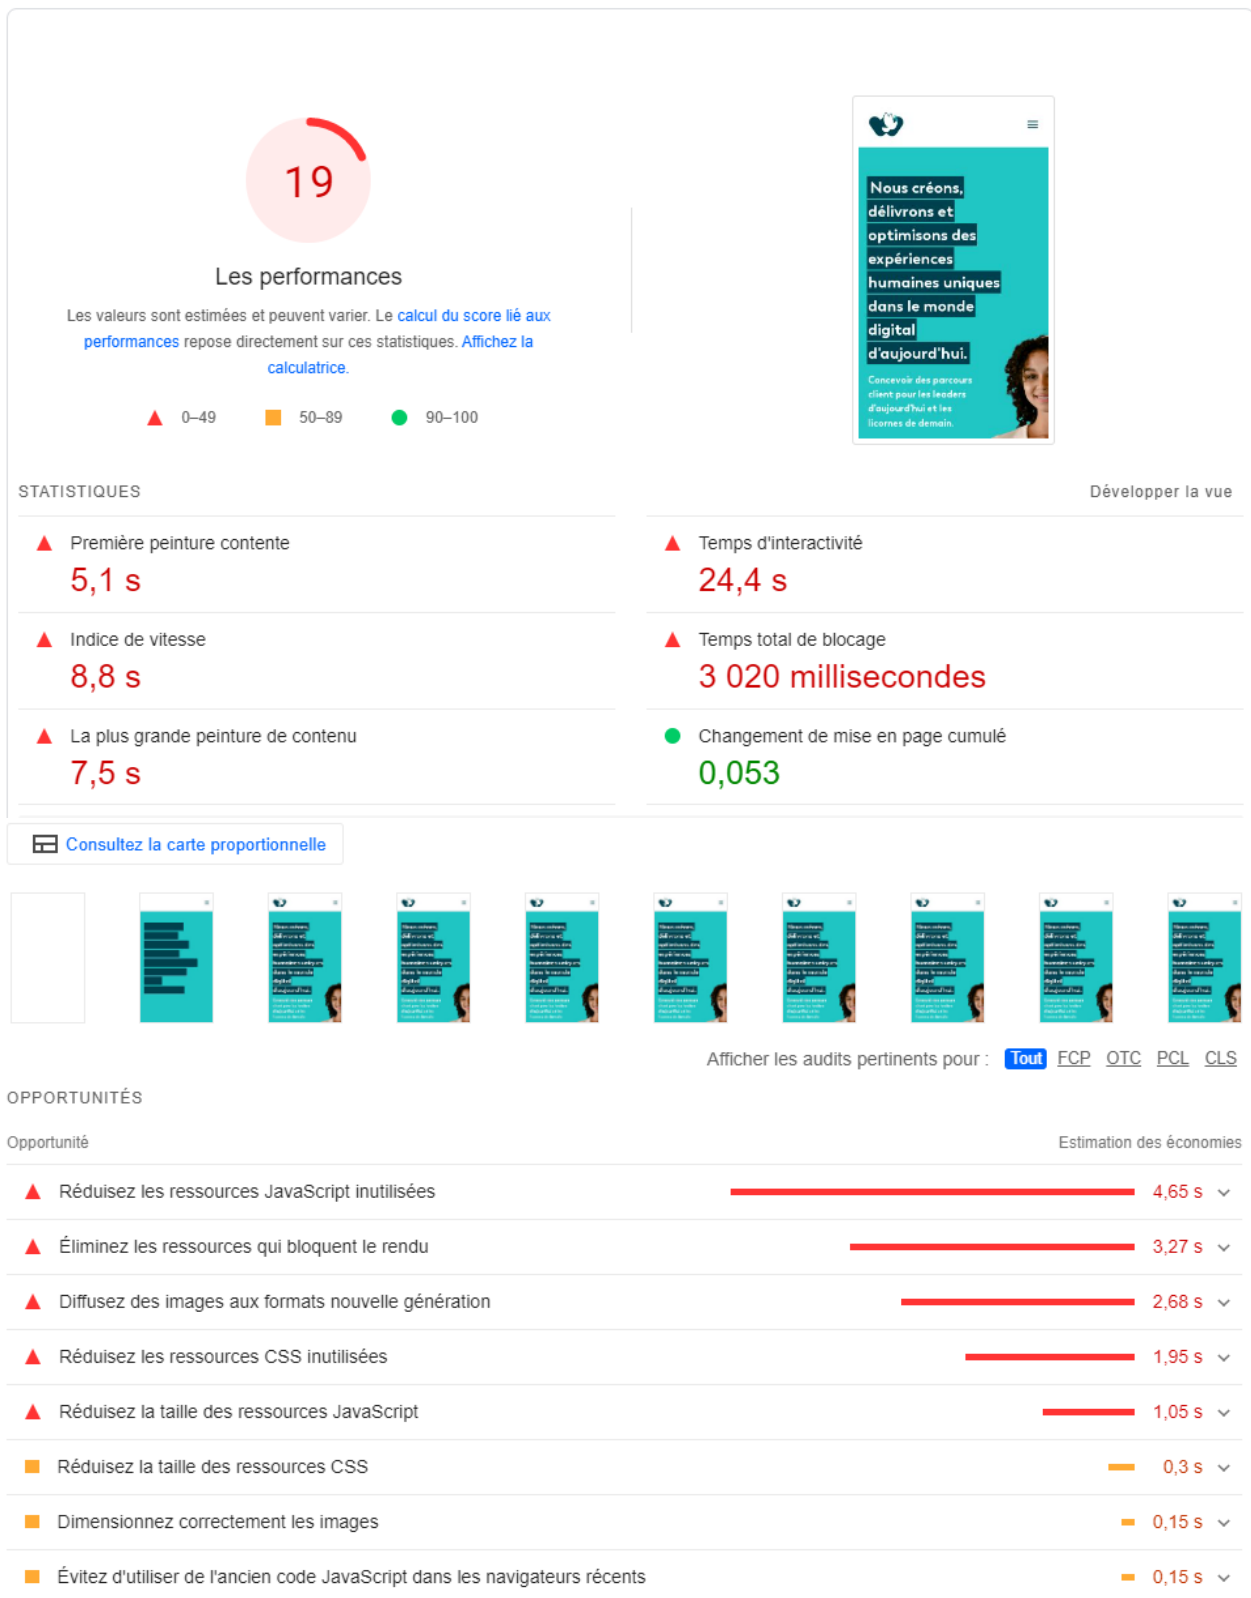 19
Les performances
Les valeurs sont estimées et peuvent varier. Le calcul du score lié aux
performances repose directement sur ces statistiques. Affichez la
calculatrice.
0–49
50–89
90–100
Nous créons,
délivrons et
optimisons des
expériences
humaines uniques
dans le monde
digital
d'aujourd'hui.
Concevoir des parcours
client pour les leaders
d'aujourd'hui et les
licornes de demain.
STATISTIQUES
Développer la vue
Première peinture contente
5,1 s
Temps d'interactivité
24,4 s
Indice de vitesse
8,8 s
Temps total de blocage
3 020 millisecondes
La plus grande peinture de contenu
7,5 s
Changement de mise en page cumulé
0,053
Consultez la carte proportionnelle
Afficher les audits pertinents pour : Tout FCP OTC PCL CLS
OPPORTUNITÉS
Opportunité Estimation des économies
Réduisez les ressources JavaScript inutilisées 4,65 s
Éliminez les ressources qui bloquent le rendu 3,27 s
Diffusez des images aux formats nouvelle génération 2,68 s
Réduisez les ressources CSS inutilisées 1,95 s
Réduisez la taille des ressources JavaScript 1,05 s
Réduisez la taille des ressources CSS 0,3 s
Dimensionnez correctement les images 0,15 s
Évitez d'utiliser de l'ancien code JavaScript dans les navigateurs récents 0,15 s